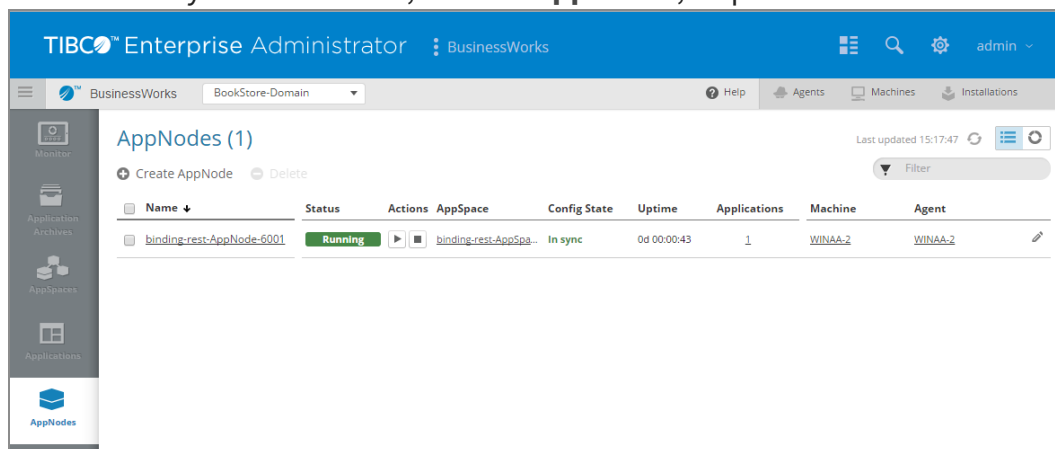 TIBCO™ Enterprise Administrator BusinessWorks admin
BusinessWorks BookStore-Domain Help Agents Machines Installations
Monitor
Application
Archives
AppSpaces
Applications
AppNodes
AppNodes (1)
Last updated 15:17:47
Create AppNode Delete
Filter
Name Status Actions AppSpace Config State Uptime Applications Machine Agent
binding-rest-AppNode-6001 Running binding-rest-AppSpa... In sync 0d 00:00:43 1 WINAA-2 WINAA-2